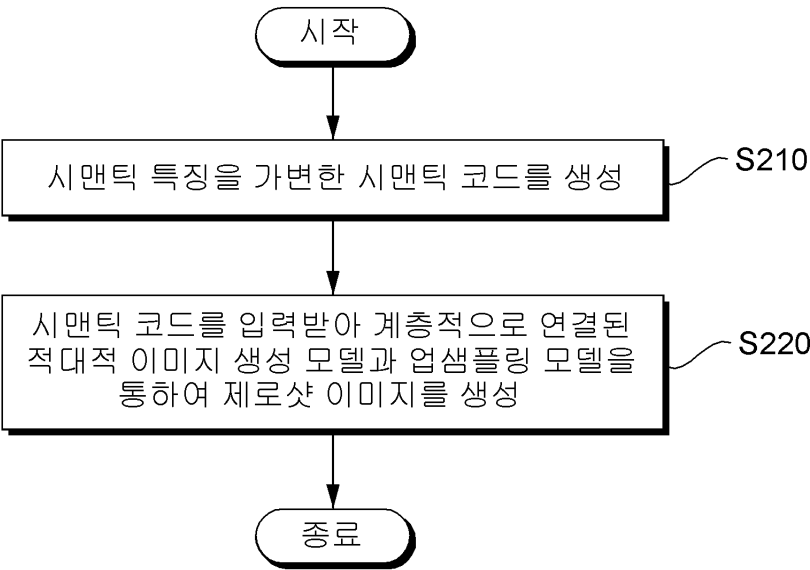 시작
시맨틱 특징을 가변한 시맨틱 코드를 생성
S210
시맨틱 코드를 입력받아 계층적으로 연결된
적대적 이미지 생성 모델과 업샘플링 모델을
통하여 제로샷 이미지를 생성
S220
종료